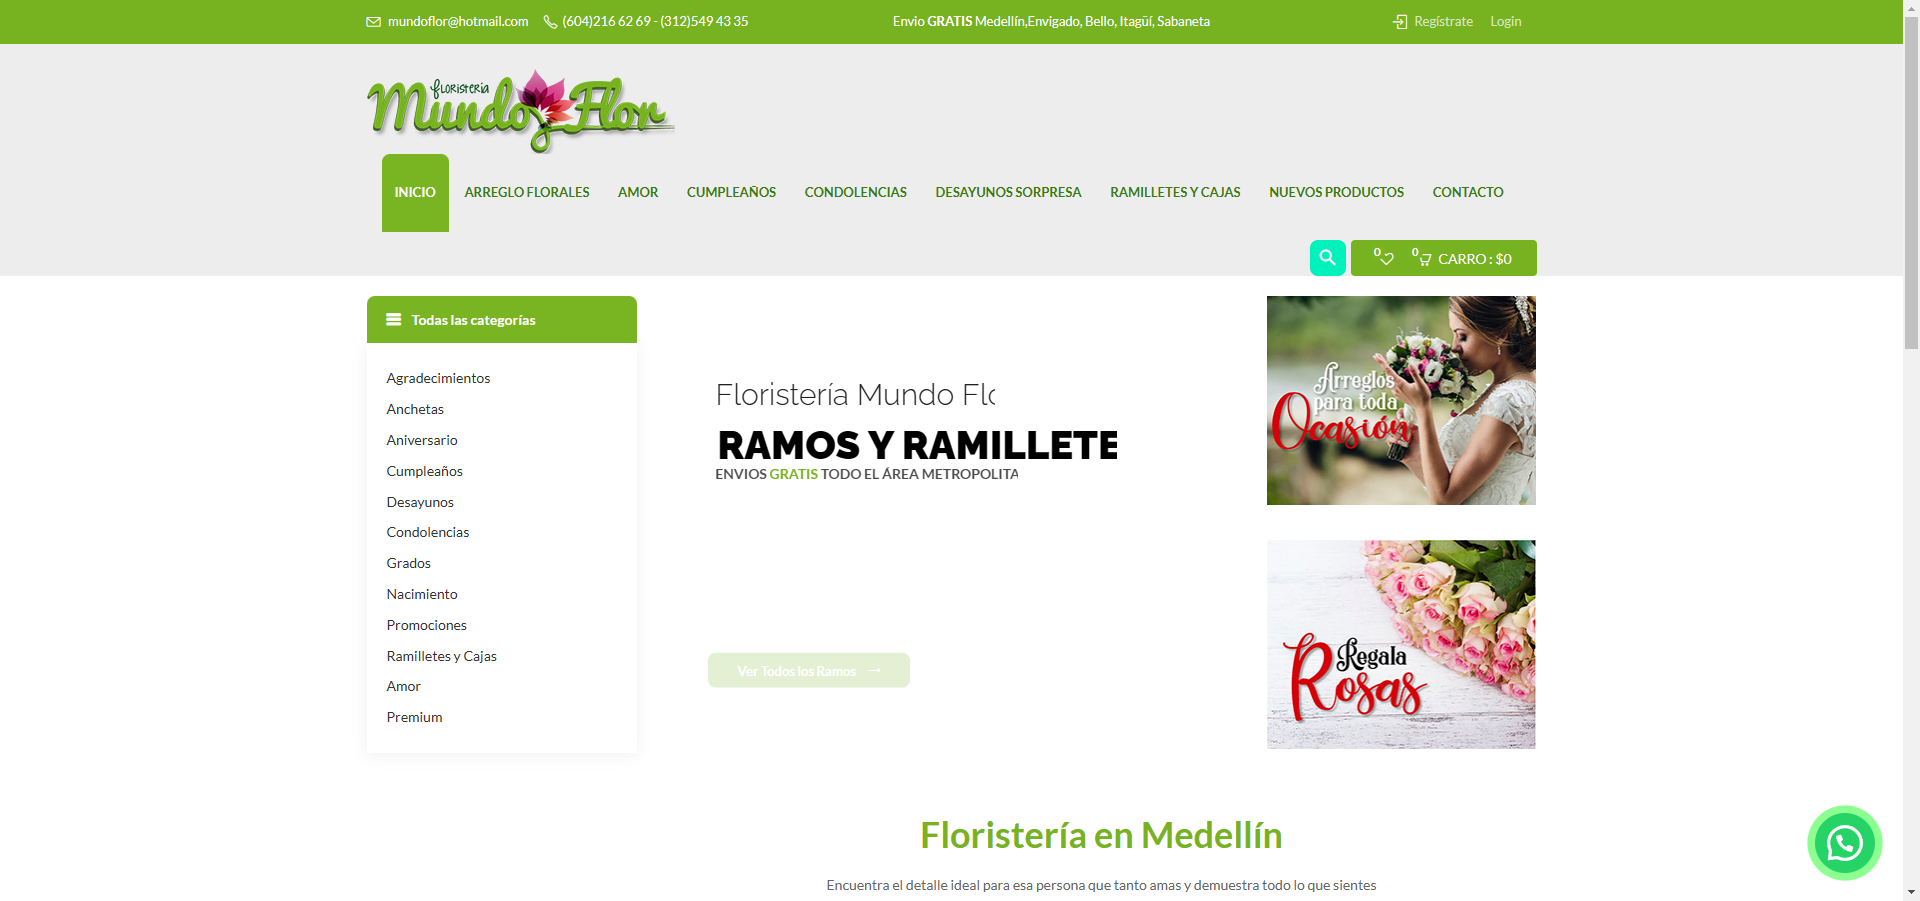 mundoflor@hotmail.com (604)216 62 69 - (312)549 43 35 Envio GRATIS Medellín,Envigado, Bello, Itagüí, Sabaneta Regístrate Login
floristería
Mundo Flor
INICIO ARREGLO FLORALES AMOR CUMPLEAÑOS CONDOLENCIAS DESAYUNOS SORPRESA RAMILLETES Y CAJAS NUEVOS PRODUCTOS CONTACTO
0 0 CARRO : $0
Todas las categorías
Agradecimientos
Anchetas
Aniversario
Cumpleaños
Desayunos
Condolencias
Grados
Nacimiento
Promociones
Ramilletes y Cajas
Amor
Premium
Floristería Mundo Flo
RAMOS Y RAMILLETE
ENVIOS GRATIS TODO EL ÁREA METROPOLITA
Ver Todos los Ramos →
Arreglos
para toda
Ocasión
Regala
Rosas
Floristería en Medellín
Encuentra el detalle ideal para esa persona que tanto amas y demuestra todo lo que sientes